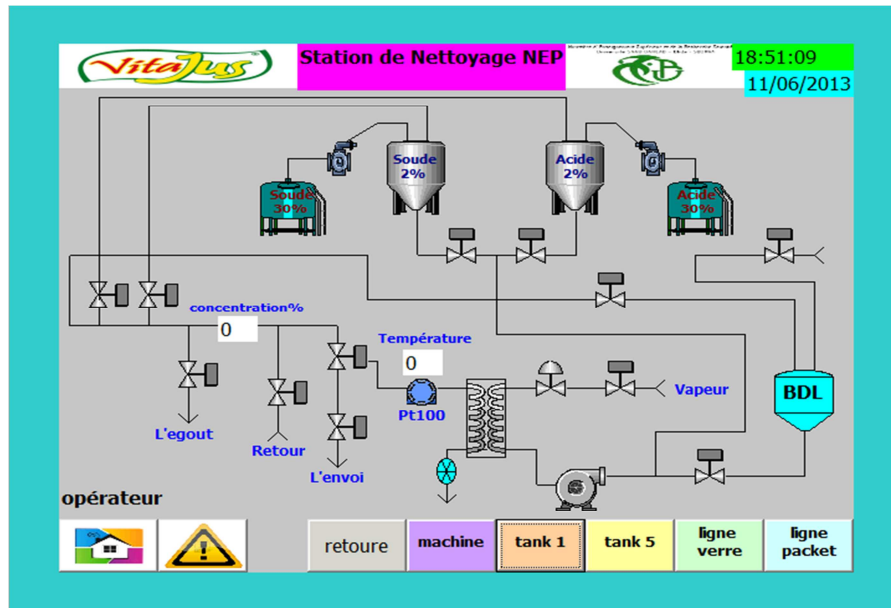 VitaJus
Station de Nettoyage NEP
18:51:09
11/06/2013
Soude
2%
Acide
2%
Soude
30%
Acide
30%
concentration%
0
Température
0
Pt100
Vapeur
BDL
L'egout
Retour
L'envoi
opérateur
retoure
machine
tank 1
tank 5
ligne
verre
ligne
packet